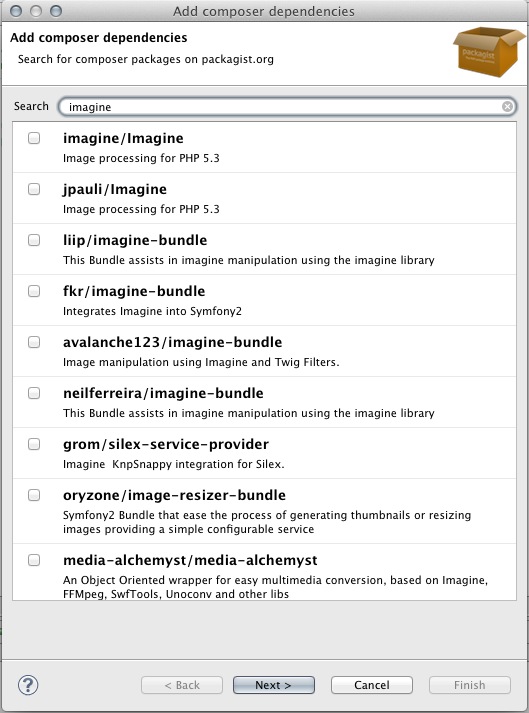 Add composer dependencies
Add composer dependencies
Search for composer packages on packagist.org
packagist
Search
imagine
imagine/Imagine
Image processing for PHP 5.3
jpauli/Imagine
Image processing for PHP 5.3
liip/imagine-bundle
This Bundle assists in imagine manipulation using the imagine library
fkr/imagine-bundle
Integrates Imagine into Symfony2
avalanche123/imagine-bundle
Image manipulation using Imagine and Twig Filters.
neilferreira/imagine-bundle
This Bundle assists in imagine manipulation using the imagine library
grom/silex-service-provider
Imagine  KnpSnappy integration for Silex.
oryzone/image-resizer-bundle
Symfony2 Bundle that ease the process of generating thumbnails or resizing
images providing a simple configurable service
media-alchemyst/media-alchemyst
An Object Oriented wrapper for easy multimedia conversion, based on Imagine,
FFMpeg, SwfTools, Unoconv and other libs
?
< Back
Next >
Cancel
Finish